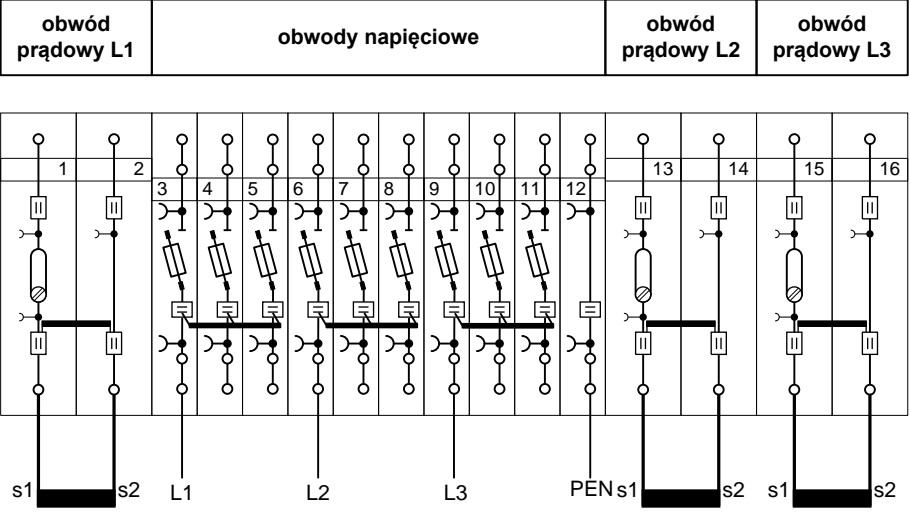 obwód
prądowy L1
obwody napięciowe
obwód
prądowy L2
obwód
prądowy L3
1 2 3 4 5 6 7 8 9 10 11 12 13 14 15 16
s1 s2 L1 L2 L3 PEN s1 s2 s1 s2